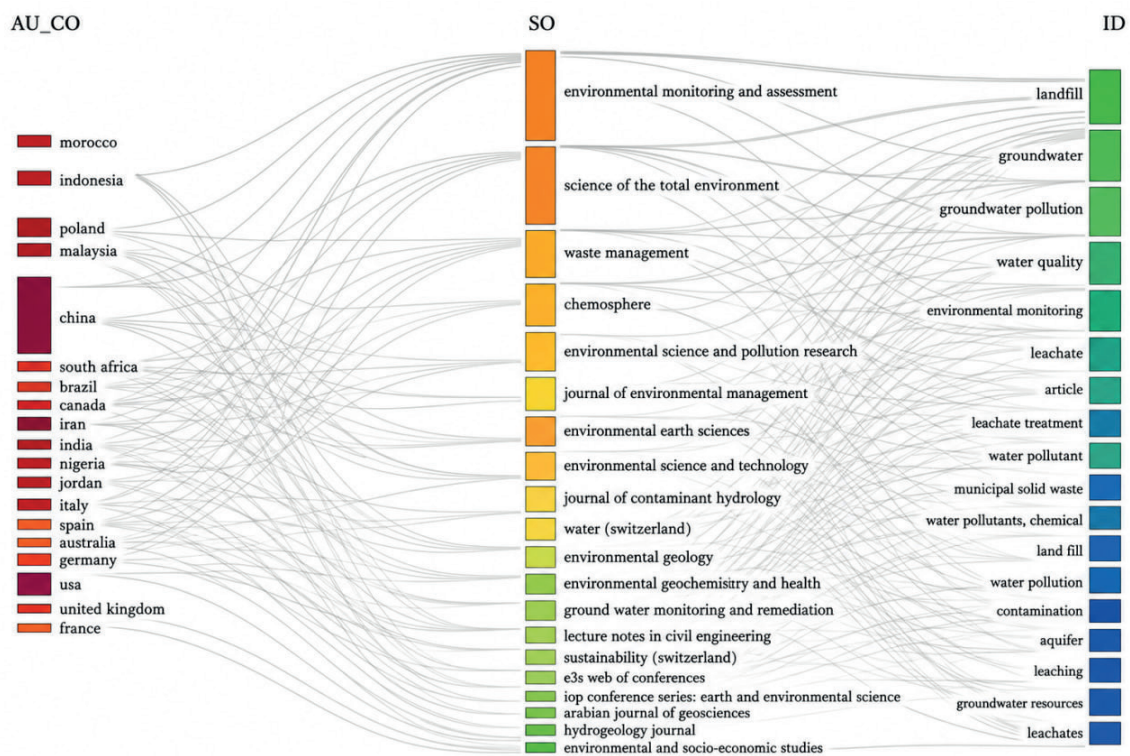 AU_CO
SO
ID
morocco
indonesia
poland
malaysia
china
south africa
brazil
canada
iran
india
nigeria
jordan
italy
spain
australia
germany
usa
united kingdom
france
environmental monitoring and assessment
science of the total environment
waste management
chemosphere
environmental science and pollution research
journal of environmental management
environmental earth sciences
environmental science and technology
journal of contaminant hydrology
water (switzerland)
environmental geology
environmental geochemistry and health
ground water monitoring and remediation
lecture notes in civil engineering
sustainability (switzerland)
e3s web of conferences
iop conference series: earth and environmental science
arabian journal of geosciences
hydrogeology journal
environmental and socio-economic studies
landfill
groundwater
groundwater pollution
water quality
environmental monitoring
leachate
article
leachate treatment
water pollutant
municipal solid waste
water pollutants, chemical
land fill
water pollution
contamination
aquifer
leaching
groundwater resources
leachates